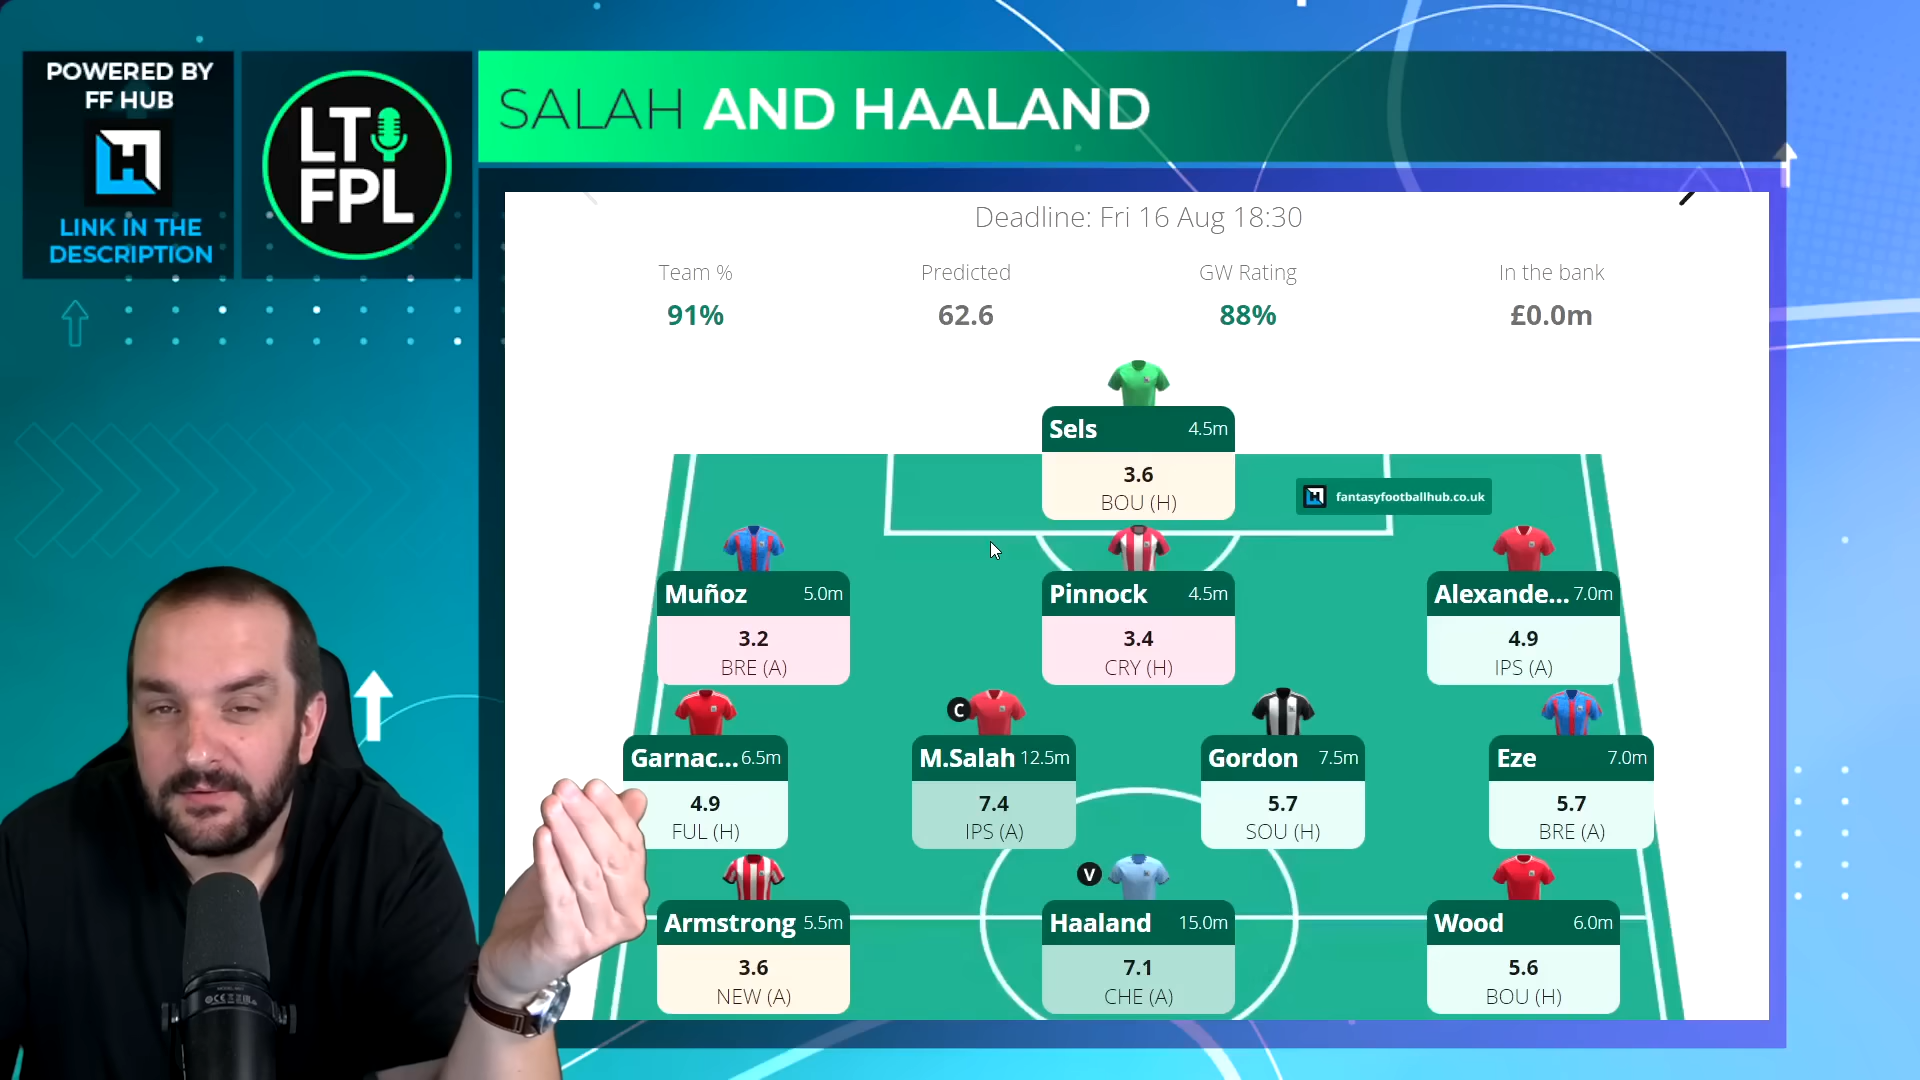 POWERED BY
FF HUB
LINK IN THE
DESCRIPTION
LT
FPL
SALAH AND HAALAND
Deadline: Fri 16 Aug 18:30
Team % Predicted GW Rating In the bank
91% 62.6 88% £0.0m
Sels 4.5m
3.6
BOU (H)
fantasyfootballhub.co.uk
Muñoz 5.0m Pinnock 4.5m Alexande... 7.0m
3.2 3.4 4.9
BRE (A) CRY (H) IPS (A)
C
Garnac... 6.5m M.Salah 12.5m Gordon 7.5m Eze 7.0m
4.9 7.4 5.7 5.7
FUL (H) IPS (A) SOU (H) BRE (A)
V
Armstrong 5.5m Haaland 15.0m Wood 6.0m
3.6 7.1 5.6
NEW (A) CHE (A) BOU (H)